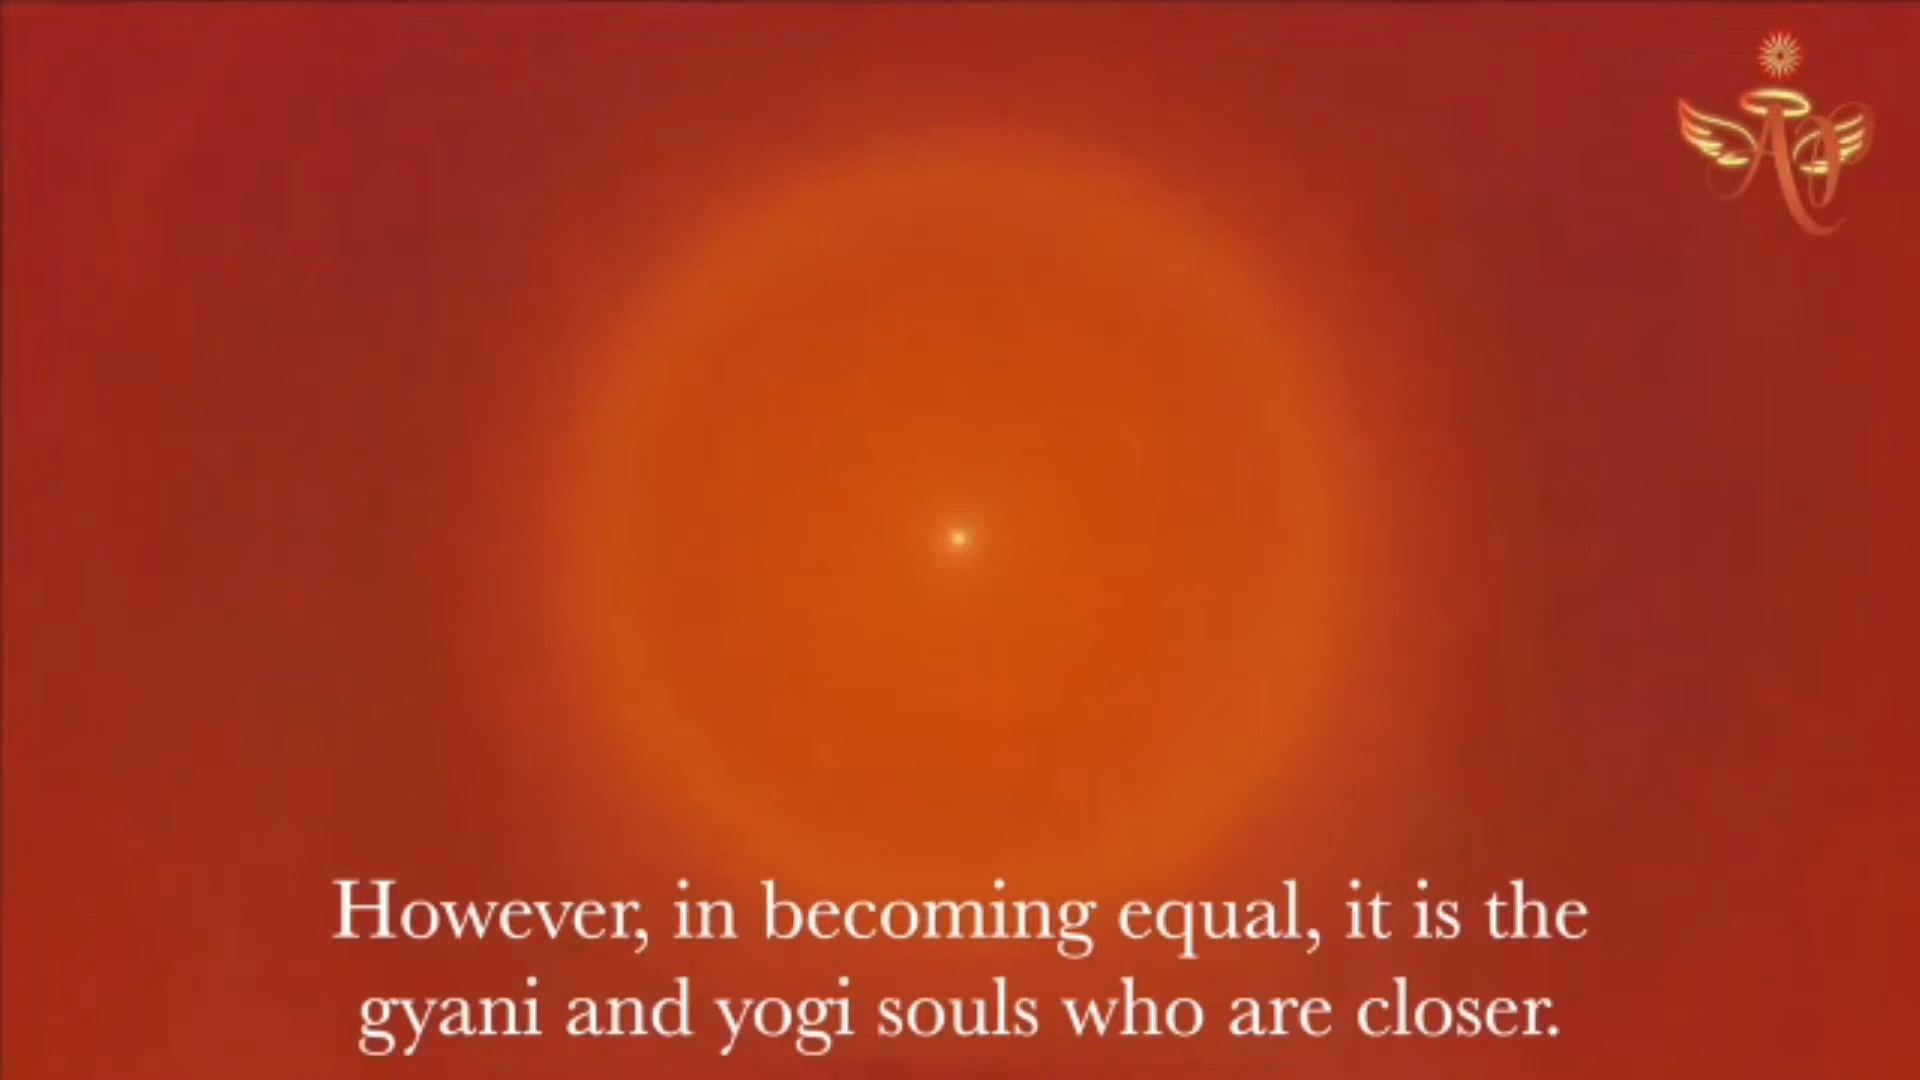 However, in becoming equal, it is the
gyani and yogi souls who are closer.